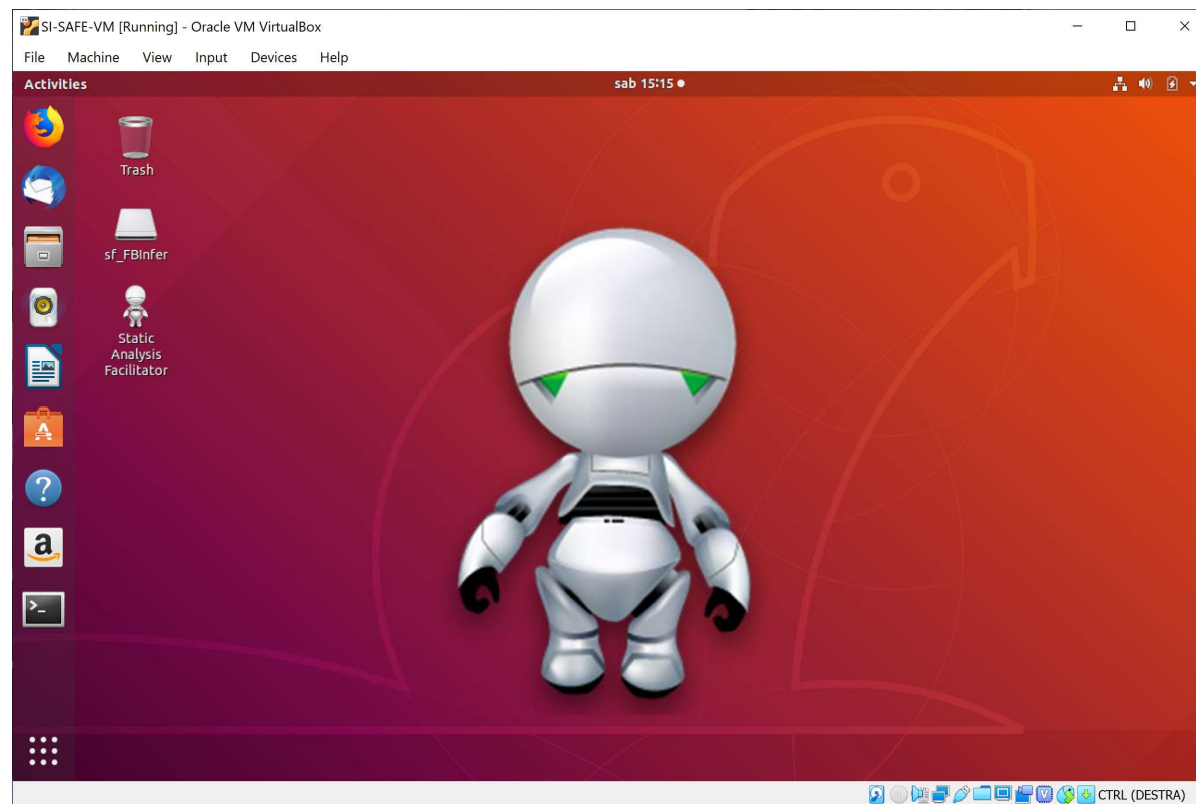 SI-SAFE-VM [Running] - Oracle VM VirtualBox
File Machine View Input Devices Help
Activities
sab 15:15
Trash
sf_FBInfer
Static
Analysis
Facilitator
CTRL (DESTRA)